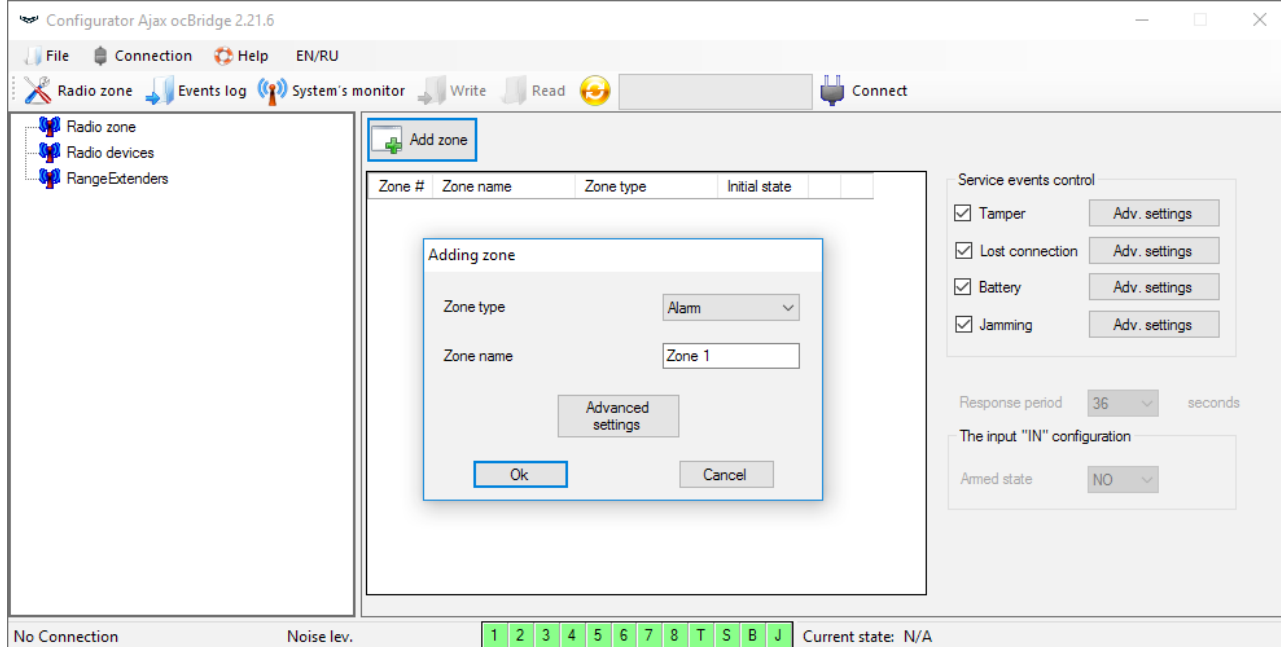 Configurator Ajax ocBridge 2.21.6
File Connection Help EN/RU
Radio zone Events log System's monitor Write Read Connect
Radio zone
Radio devices
RangeExtenders
Add zone
Zone # Zone name Zone type Initial state
Adding zone
Zone type Alarm
Zone name Zone 1
Advanced
settings
Ok Cancel
Service events control
Tamper Adv. settings
Lost connection Adv. settings
Battery Adv. settings
Jamming Adv. settings
Response period 36 seconds
The input "IN" configuration
Armed state NO
No Connection Noise lev. 1 2 3 4 5 6 7 8 T S B J Current state: N/A